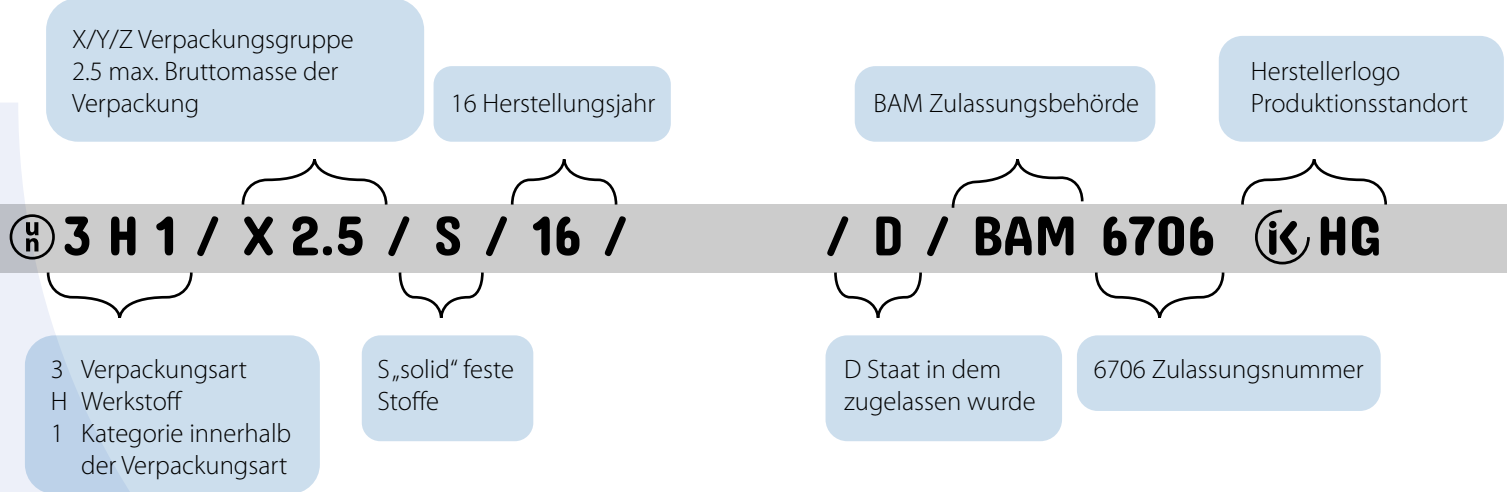 X/Y/Z Verpackungsgruppe
2.5 max. Bruttomasse der
Verpackung
16 Herstellungsjahr
BAM Zulassungsbehörde
Herstellerlogo
Produktionsstandort
un 3 H 1 / X 2.5 / S / 16 / / D / BAM 6706 iK HG
3 Verpackungsart
H Werkstoff
1 Kategorie innerhalb
der Verpackungsart
S „solid“ feste
Stoffe
D Staat in dem
zugelassen wurde
6706 Zulassungsnummer